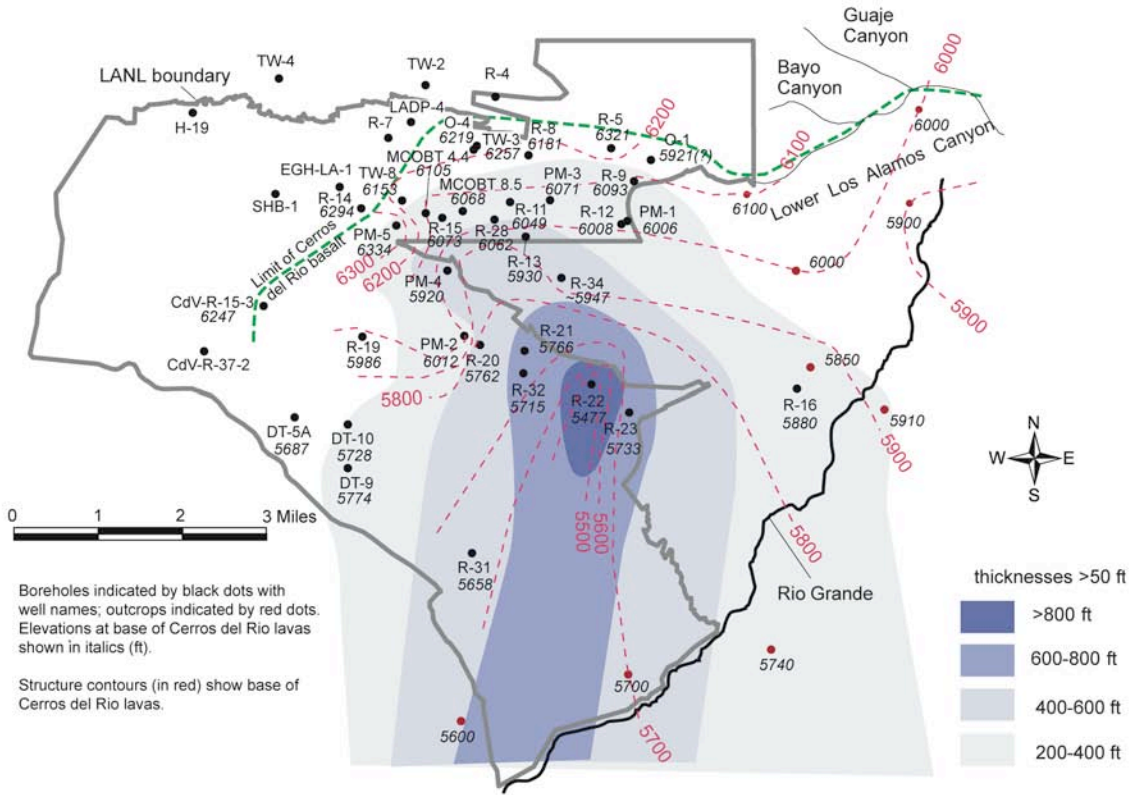 Guaje
Canyon
6000
Bayo
Canyon
TW-4
TW-2
R-4
LANL boundary
H-19
LADP-4
R-7
O-4
6219
TW-3
6257
R-8
6181
R-5
6321
6200
O-1
5921(?)
6100
6000
Lower Los Alamos Canyon
MCOBT 4.4
6105
EGH-LA-1
TW-8
6153
MCOBT 8.5
6068
PM-3
6071
R-9
6093
6100
5900
SHB-1
R-14
6294
PM-5
6334
R-15
6073
R-28
6062
R-11
6049
R-12
6008
PM-1
6006
Limit of Cerros
del Rio basalt
6300
6200
R-13
5930
PM-4
5920
R-34
~5947
6000
5900
CdV-R-15-3
6247
CdV-R-37-2
R-19
5986
PM-2
6012
R-20
5762
R-21
5766
5800
R-32
5715
R-22
5477
R-23
5733
5850
R-16
5880
5910
5900
DT-5A
5687
DT-10
5728
DT-9
5774
N
W
E
S
0
1
2
3 Miles
5500
5600
5800
R-31
5658
Rio Grande
Boreholes indicated by black dots with
well names; outcrops indicated by red dots.
Elevations at base of Cerros del Rio lavas
shown in italics (ft).
Structure contours (in red) show base of
Cerros del Rio lavas.
5600
5700
5700
5740
thicknesses >50 ft
>800 ft
600-800 ft
400-600 ft
200-400 ft